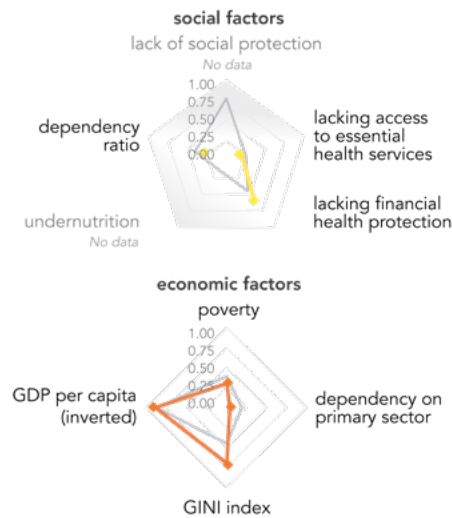 social factors
lack of social protection
No data
1.00
0.75
0.50
0.25
0.00
dependency
ratio
lacking access
to essential
health services
undernutrition
No data
lacking financial
health protection
economic factors
poverty
1.00
0.75
0.50
0.25
0.00
GDP per capita
(inverted)
dependency on
primary sector
GINI index